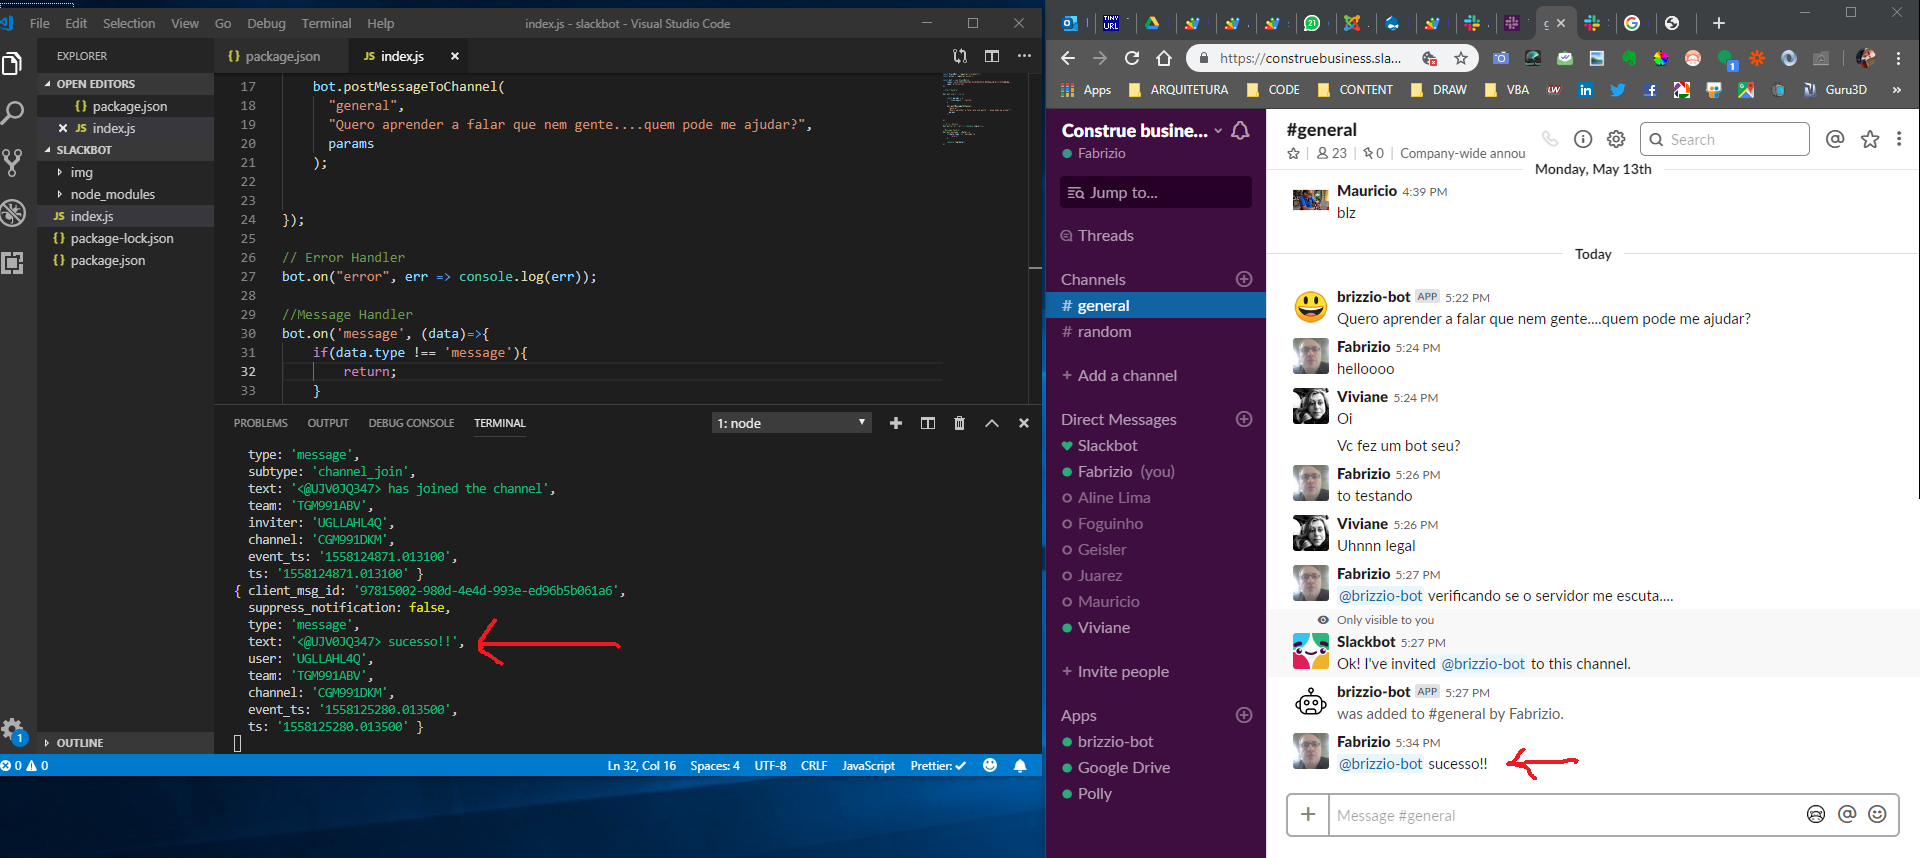 File Edit Selection View Go Debug Terminal Help
index.js - slackbot - Visual Studio Code
EXPLORER
OPEN EDITORS
{} package.json
JS index.js
SLACKBOT
img
node_modules
JS index.js
{} package-lock.json
{} package.json
OUTLINE
1
{} package.json
JS index.js
17 bot.postMessageToChannel(
18 "general",
19 "Quero aprender a falar que nem gente....quem pode me ajudar?",
20 params
21 );
22
23
24 });
25
26 // Error Handler
27 bot.on("error", err => console.log(err));
28
29 //Message Handler
30 bot.on('message', (data)=>{
31 if(data.type !== 'message'){
32 return;
33 }
PROBLEMS OUTPUT DEBUG CONSOLE TERMINAL
1: node
type: 'message',
subtype: 'channel_join',
text: '<@UJV0JQ347> has joined the channel',
team: 'TGM991ABV',
inviter: 'UGLLAHL4Q',
channel: 'CGM991DKM',
event_ts: '1558124871.013100',
ts: '1558124871.013100' }
{ client_msg_id: '97815002-980d-4e4d-993e-ed96b5b061a6',
suppress_notification: false,
type: 'message',
text: '<@UJV0JQ347> sucesso!!',
user: 'UGLLAHL4Q',
team: 'TGM991ABV',
channel: 'CGM991DKM',
event_ts: '1558125280.013500',
ts: '1558125280.013500' }
0 0
Ln 32, Col 16 Spaces: 4 UTF-8 CRLF JavaScript Prettier: ✓
TINY URL
21
g
https://construebusiness.sla...
1
Apps ARQUITETURA CODE CONTENT DRAW VBA LW Guru3D »
Construe busine...
Fabrizio
Jump to...
Threads
Channels
# general
# random
+ Add a channel
Direct Messages
Slackbot
Fabrizio (you)
Aline Lima
Foguinho
Geisler
Juarez
Mauricio
Viviane
+ Invite people
Apps
brizzio-bot
Google Drive
Polly
#general
23 | 0 | Company-wide annou
Search
Monday, May 13th
Mauricio 4:39 PM
blz
Today
brizzio-bot APP 5:22 PM
Quero aprender a falar que nem gente....quem pode me ajudar?
Fabrizio 5:24 PM
helloooo
Viviane 5:24 PM
Oi
Vc fez um bot seu?
Fabrizio 5:26 PM
to testando
Viviane 5:26 PM
Uhnnn legal
Fabrizio 5:27 PM
@brizzio-bot verificando se o servidor me escuta....
Only visible to you
Slackbot 5:27 PM
Ok! I've invited @brizzio-bot to this channel.
brizzio-bot APP 5:27 PM
was added to #general by Fabrizio.
Fabrizio 5:34 PM
@brizzio-bot sucesso!!
Message #general